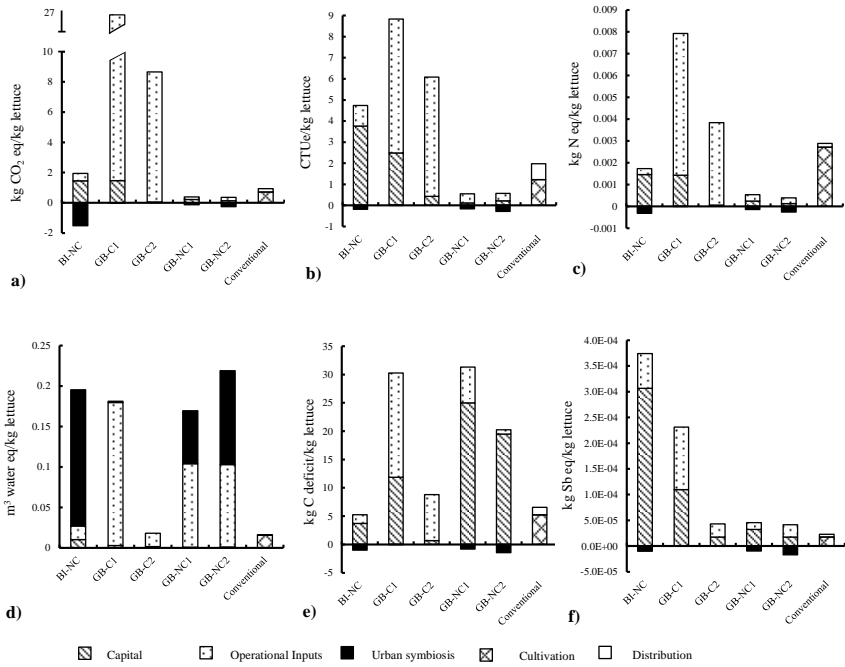 27
10
8
6
4
2
0
-2
kg CO2 eq/kg lettuce
BI-NC
GB-C1
GB-C2
GB-NC1
GB-NC2
Conventional
a)
9
8
7
6
5
4
3
2
1
0
-1
CTUe/kg lettuce
BI-NC
GB-C1
GB-C2
GB-NC1
GB-NC2
Conventional
b)
0.009
0.008
0.007
0.006
0.005
0.004
0.003
0.002
0.001
0
-0.001
kg N eq/kg lettuce
BI-NC
GB-C1
GB-C2
GB-NC1
GB-NC2
Conventional
c)
0.25
0.2
0.15
0.1
0.05
0
m³ water eq/kg lettuce
BI-NC
GB-C1
GB-C2
GB-NC1
GB-NC2
Conventional
d)
35
30
25
20
15
10
5
0
-5
kg C deficit/kg lettuce
BI-NC
GB-C1
GB-C2
GB-NC1
GB-NC2
Conventional
e)
4.0E-04
3.5E-04
3.0E-04
2.5E-04
2.0E-04
1.5E-04
1.0E-04
5.0E-05
0.0E+00
-5.0E-05
kg Sb eq/kg lettuce
BI-NC
GB-C1
GB-C2
GB-NC1
GB-NC2
Conventional
f)
Capital
Operational Inputs
Urban symbiosis
Cultivation
Distribution